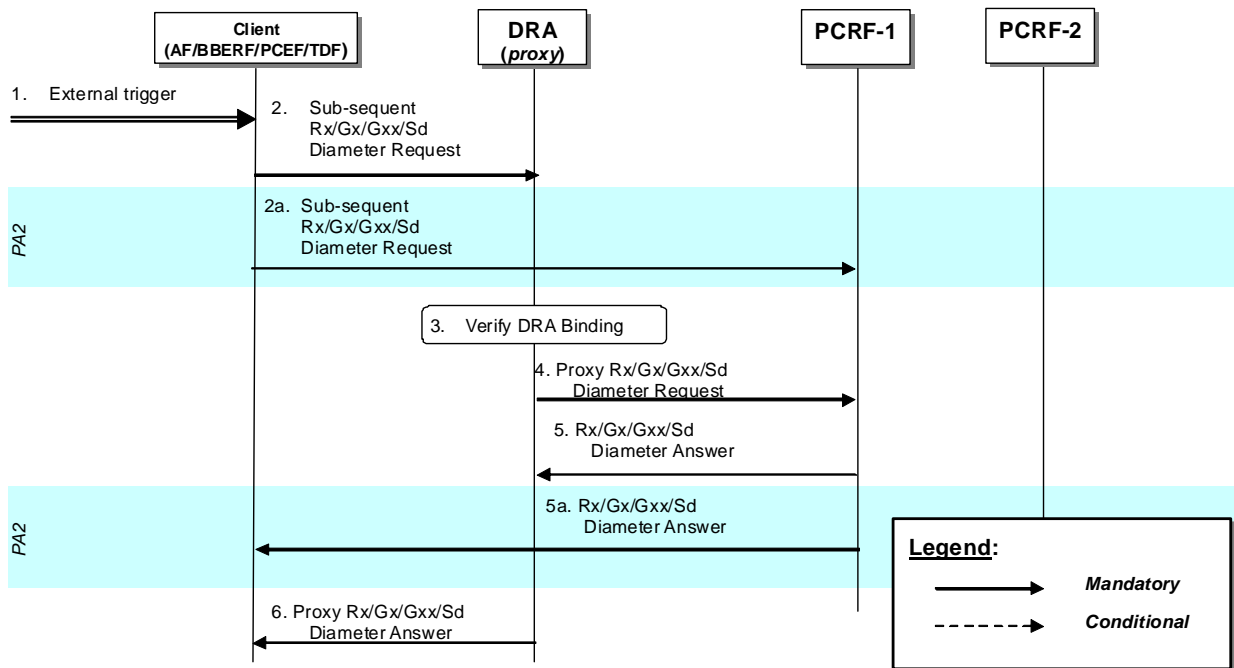 Client
(AF/BBERF/PCEF/TDF)
DRA
(proxy)
PCRF-1
PCRF-2
1. External trigger
2. Sub-sequent
Rx/Gx/Gxx/Sd
Diameter Request
PA2
2a. Sub-sequent
Rx/Gx/Gxx/Sd
Diameter Request
3. Verify DRA Binding
4. Proxy Rx/Gx/Gxx/Sd
Diameter Request
5. Rx/Gx/Gxx/Sd
Diameter Answer
PA2
5a. Rx/Gx/Gxx/Sd
Diameter Answer
6. Proxy Rx/Gx/Gxx/Sd
Diameter Answer
Legend:
Mandatory
Conditional